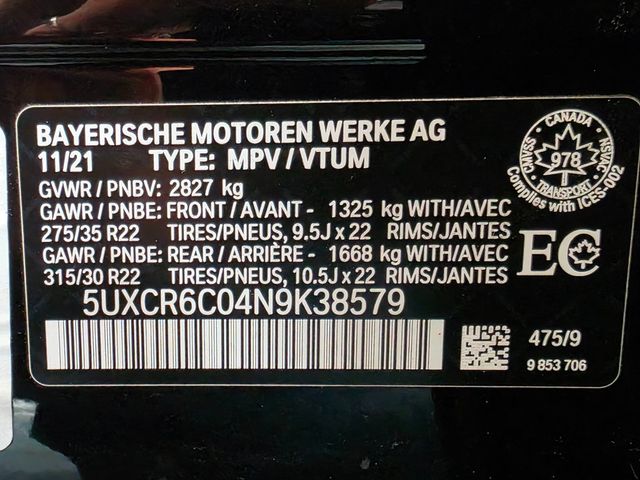 BAYERISCHE MOTOREN WERKE AG
11/21 TYPE: MPV / VTUM
GVWR / PNBV: 2827 kg
GAWR / PNBE: FRONT / AVANT - 1325 kg WITH/AVEC
275/35 R22 TIRES/PNEUS, 9.5J x 22 RIMS/JANTES
GAWR / PNBE: REAR / ARRIÈRE - 1668 kg WITH/AVEC
315/30 R22 TIRES/PNEUS, 10.5J x 22 RIMS/JANTES
5UXCR6C04N9K38579
CANADA
CMVSS
NSVAC
978
TRANSPORT
Complies with ICES-002
EC
475/9
9 853 706